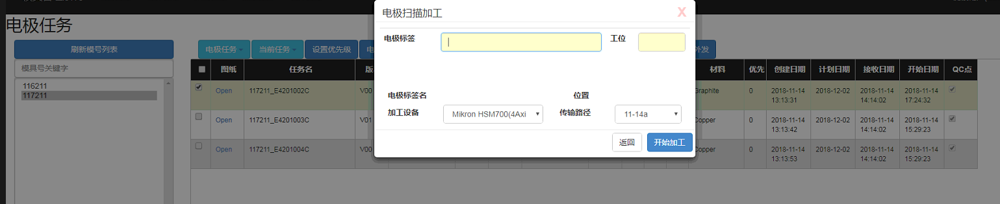 电极任务
刷新模号列表
模具号关键字
116211
117211
电极任务 当前任务 设置优先级 外发
图纸 任务名 版 材料 优先 创建日期 计划日期 接收日期 开始日期 QC点
Open 117211_E4201002C V00 Graphite 0 2018-11-14 13:13:31 2018-12-02 2018-11-14 14:14:02 2018-11-14 17:24:32
Open 117211_E4201003C V01 Copper 0 2018-11-14 13:13:42 2018-12-02 2018-11-14 14:14:02 2018-11-14 15:29:23
Open 117211_E4201004C V00 Copper 0 2018-11-14 13:13:53 2018-12-02 2018-11-14 14:14:02 2018-11-14 15:29:23
电极扫描加工 X
电极标签 工位
电极标签名 位置
加工设备 Mikron HSM700(4Axi 传输路径 11-14a
返回 开始加工